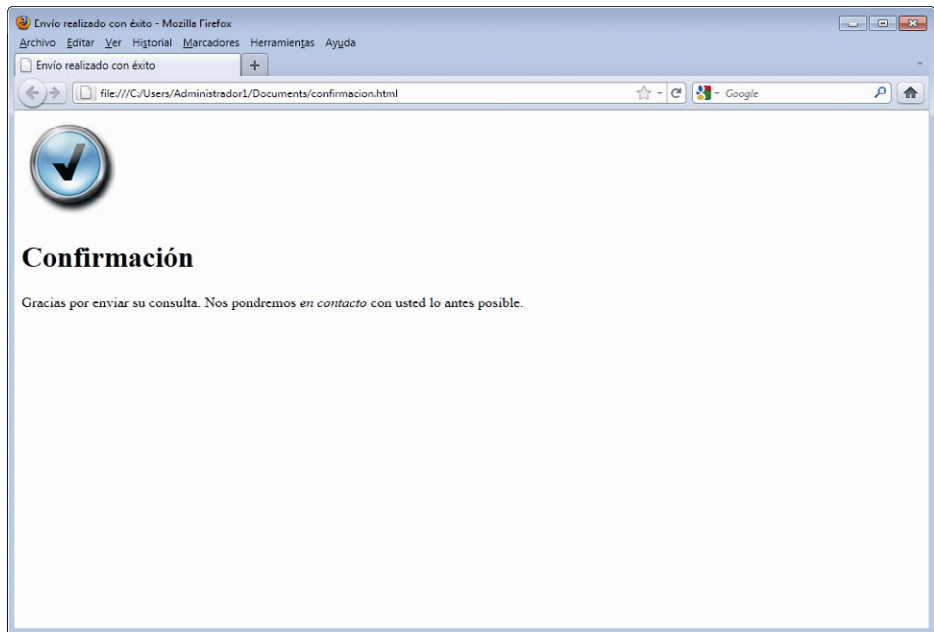 Envío realizado con éxito - Mozilla Firefox
Archivo Editar Ver Historial Marcadores Herramientas Ayuda
Envío realizado con éxito +
file:///C:/Users/Administrador1/Documents/confirmacion.html Google
Confirmación
Gracias por enviar su consulta. Nos pondremos en contacto con usted lo antes posible.